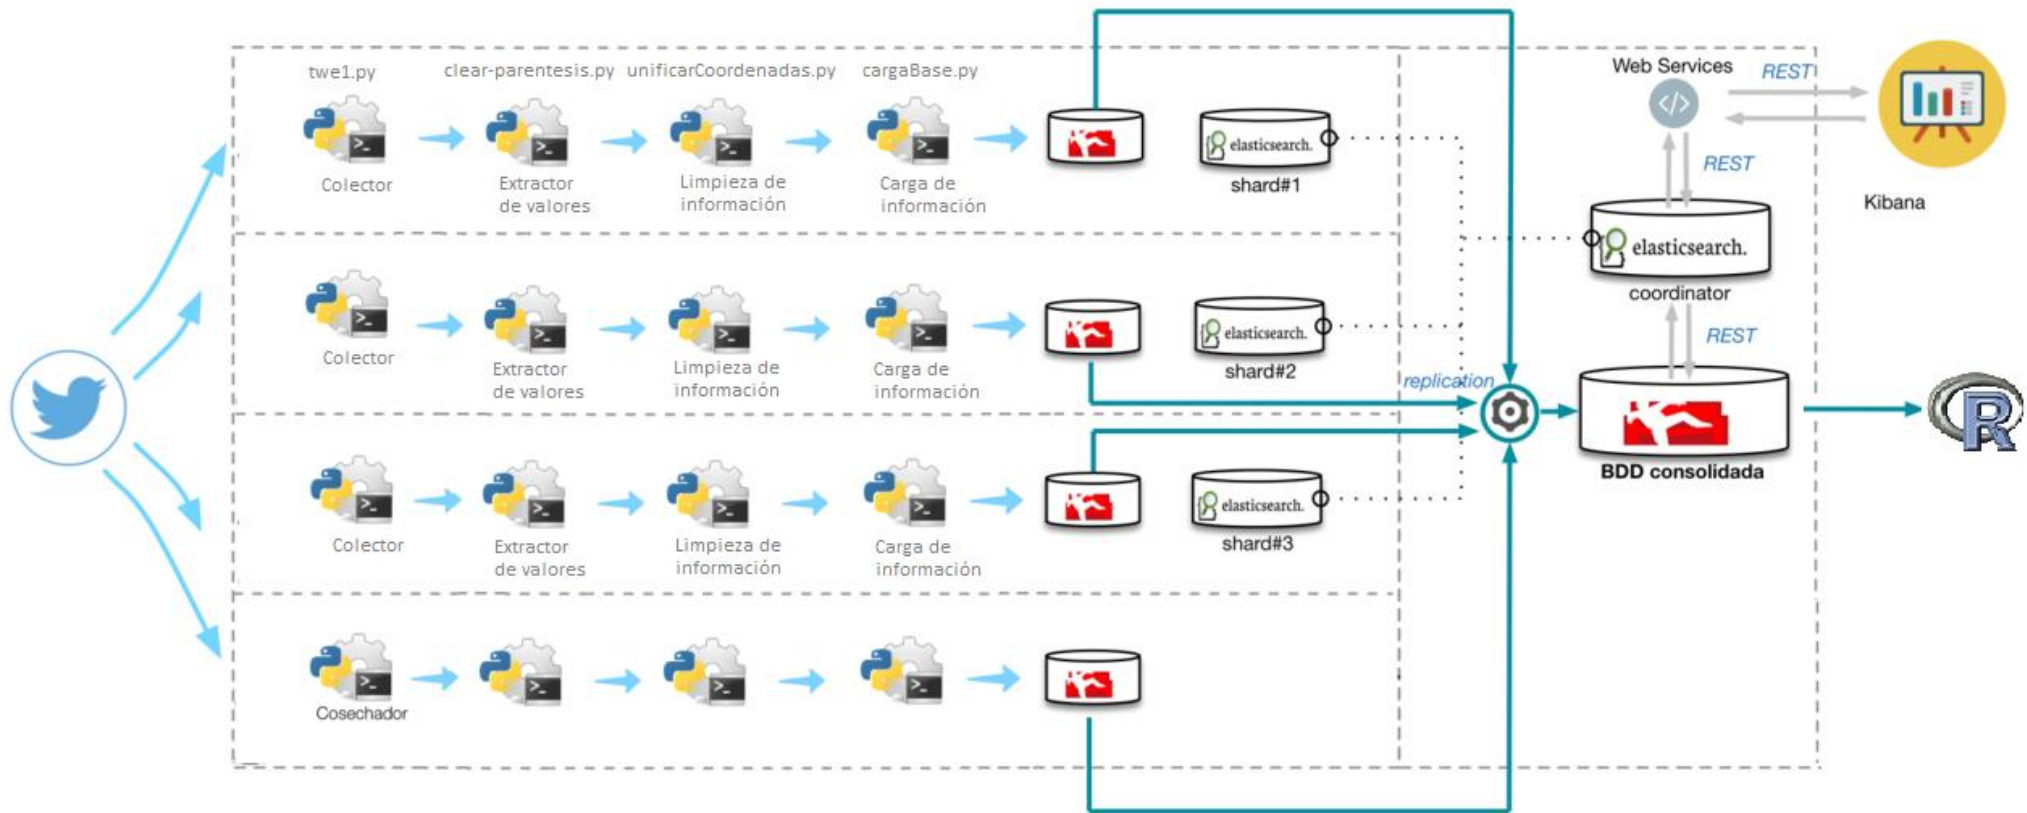 twe1.py
clear-parentesis.py
unificarCoordenadas.py
cargaBase.py
Colector
Extractor
de valores
Limpieza de
información
Carga de
información
elasticsearch.
shard#1
Colector
Extractor
de valores
Limpieza de
información
Carga de
información
elasticsearch.
shard#2
Colector
Extractor
de valores
Limpieza de
información
Carga de
información
elasticsearch.
shard#3
Cosechador
replication
Web Services
REST
REST
elasticsearch.
coordinator
REST
BDD consolidada
Kibana
R